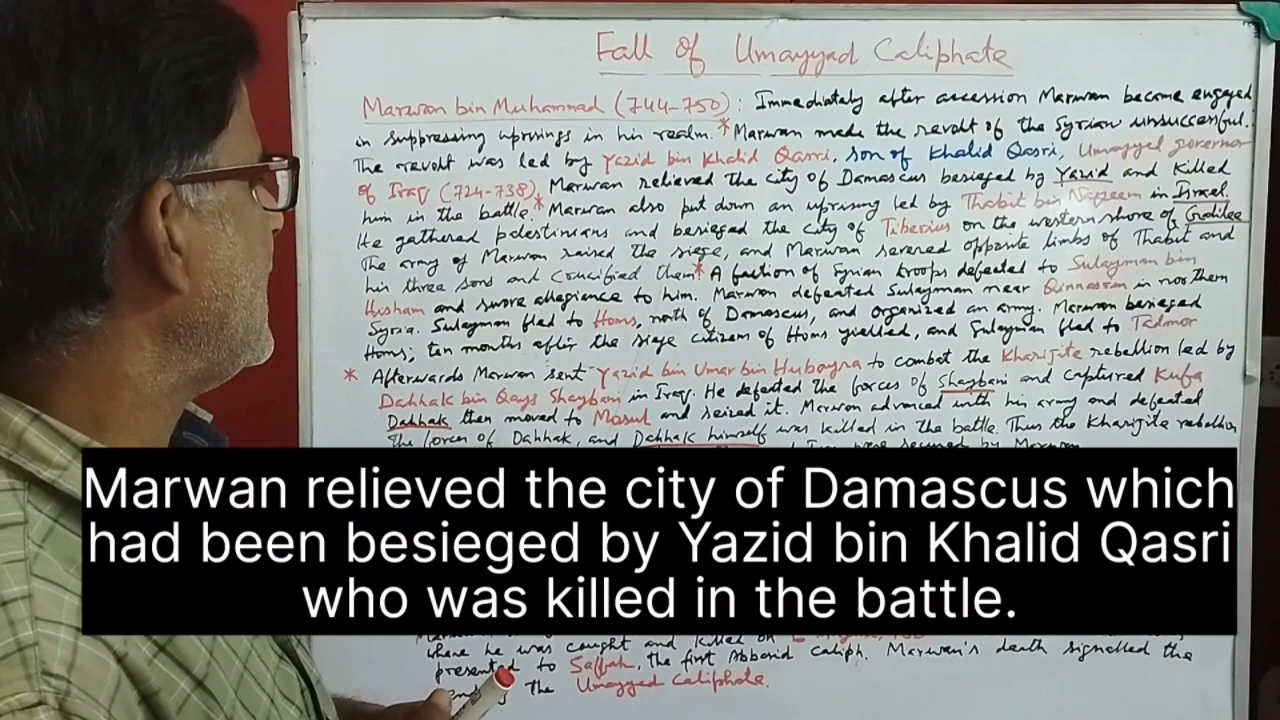 Fall of Umayyad Caliphate
Marwan bin Muhammad (744-750): Immediately after accession Marwan became engaged
in suppressing uprisings in his realm. *Marwan made the revolt of the Syrian unsuccessful.
The revolt was led by Yazid bin Khalid Qasri, son of Khalid Qasri, Umayyad governor
of Iraq (724-738). Marwan relieved the city of Damascus besieged by Yazid and killed
him in the battle. *Marwan also put down an uprising led by Thabit bin Nayeem in Israel.
He gathered palestinians and besieged the city of Tiberius on the western shore of Galilee
The army of Marwan raised the siege, and Marwan severed opposite limbs of Thabit and
his three sons and crucified them* A faction of Syrian troops defected to Sulayman bin
Hisham and swore allegiance to him. Marwan defeated Sulayman near Qinnasrin in northern
Syria. Sulayman fled to Homs, north of Damascus, and organized an army. Marwan besieged
Homs; ten months after the siege citizens of Homs yielded, and Sulayman fled to Tadmor
* Afterwards Marwan sent Yazid bin Umar bin Hubayra to combat the Kharijite rebellion led by
Dahhak bin Qays Shaybani in Iraq. He defeated the forces of Shaybani and captured Kufa
Dahhak then moved to Mosul and seized it. Marwan advanced with his army and defeated
The forces of Dahhak, and Dahhak himself was killed in the battle. Thus the Kharijite rebellion
Marwan relieved the city of Damascus which
had been besieged by Yazid bin Khalid Qasri
who was killed in the battle.
where he was caught and killed on
presented to Saffah, the first Abbasid caliph. Marwan's death signalled the
the Umayyad Caliphate.